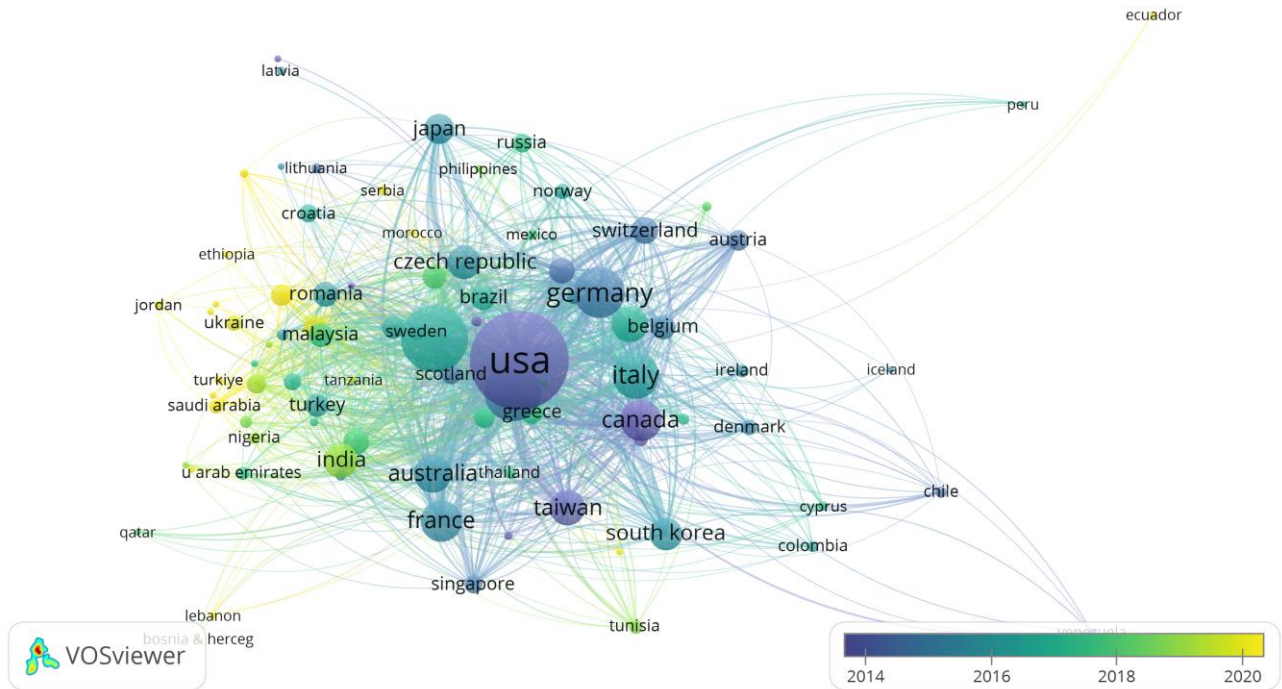 ecuador
latvia
peru
japan
russia
lithuania
philippines
serbia
norway
croatia
morocco
mexico
switzerland
austria
ethiopia
czech republic
romania
brazil
germany
jordan
ukraine
malaysia
sweden
belgium
usa
scotland
italy
ireland
iceland
turkiye
tanzania
saudi arabia
turkey
greece
canada
denmark
nigeria
india
u arab emirates
australia
thailand
chile
taiwan
cyprus
france
qatar
south korea
colombia
singapore
lebanon
tunisia
bosnia & herceg
venezuela
VOSviewer
2014 2016 2018 2020